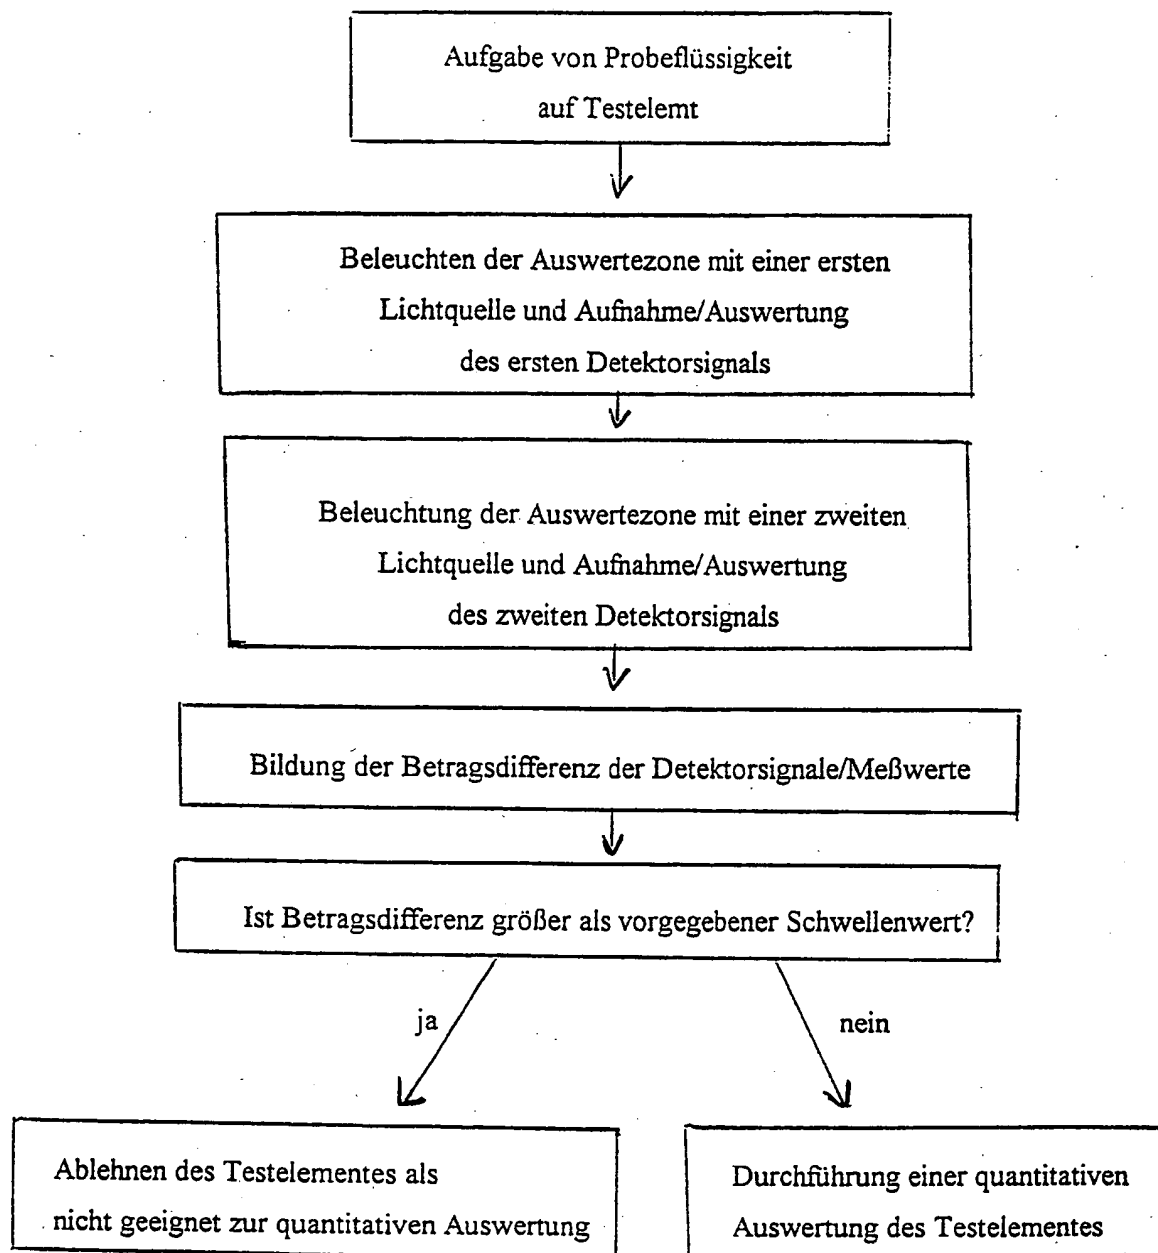 Aufgabe von Probeflüssigkeit
auf Testelemt
Beleuchten der Auswertezone mit einer ersten
Lichtquelle und Aufnahme/Auswertung
des ersten Detektorsignals
Beleuchtung der Auswertezone mit einer zweiten
Lichtquelle und Aufnahme/Auswertung
des zweiten Detektorsignals
Bildung der Betragsdifferenz der Detektorsignale/Meßwerte
Ist Betragsdifferenz größer als vorgegebener Schwellenwert?
ja
nein
Ablehnen des Testelementes als
nicht geeignet zur quantitativen Auswertung
Durchführung einer quantitativen
Auswertung des Testelementes